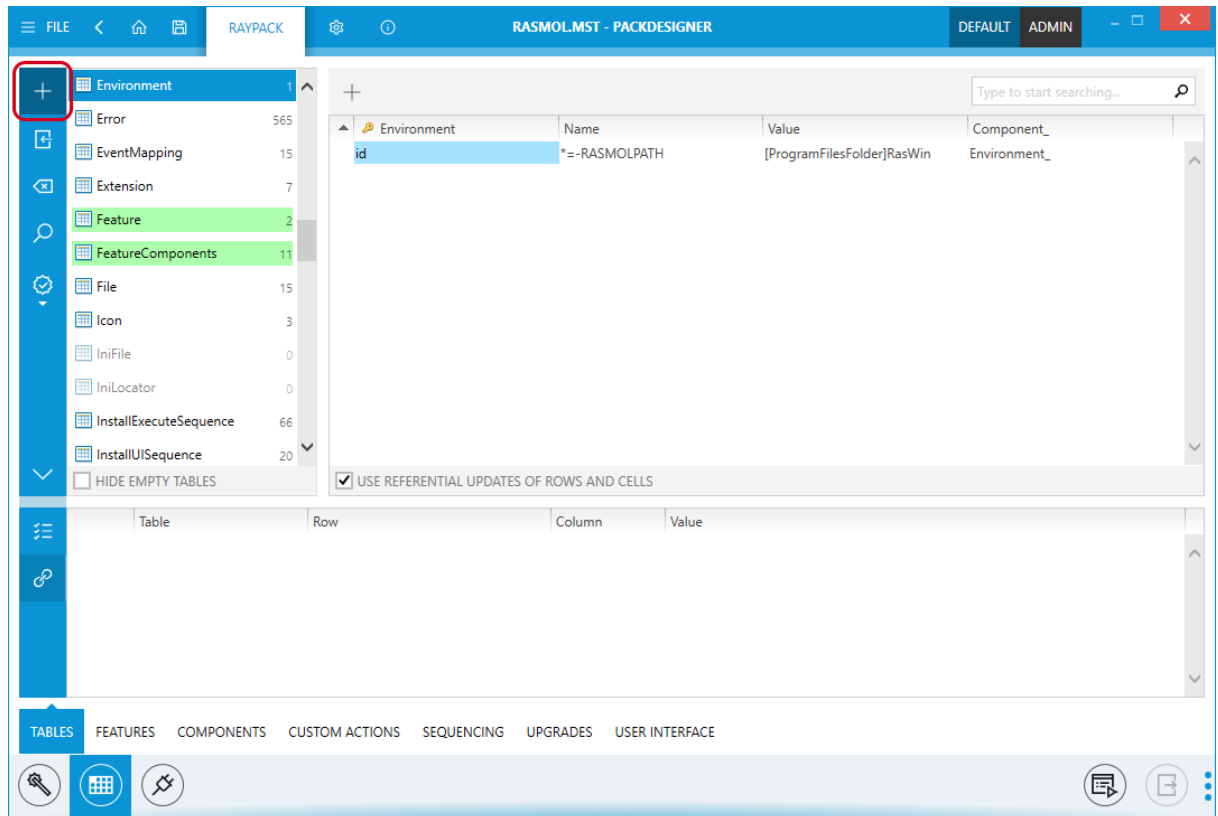 FILE RAYPACK RASMOL.MST - PACKDESIGNER DEFAULT ADMIN
Environment 1
Error 565
EventMapping 15
Extension 7
Feature 2
FeatureComponents 11
File 15
Icon 3
IniFile 0
IniLocator 0
InstallExecuteSequence 66
InstallUISequence 20
HIDE EMPTY TABLES
Type to start searching...
Environment Name Value Component_
id *=-RASMOLPATH [ProgramFilesFolder]RasWin Environment_
USE REFERENTIAL UPDATES OF ROWS AND CELLS
Table Row Column Value
TABLES FEATURES COMPONENTS CUSTOM ACTIONS SEQUENCING UPGRADES USER INTERFACE